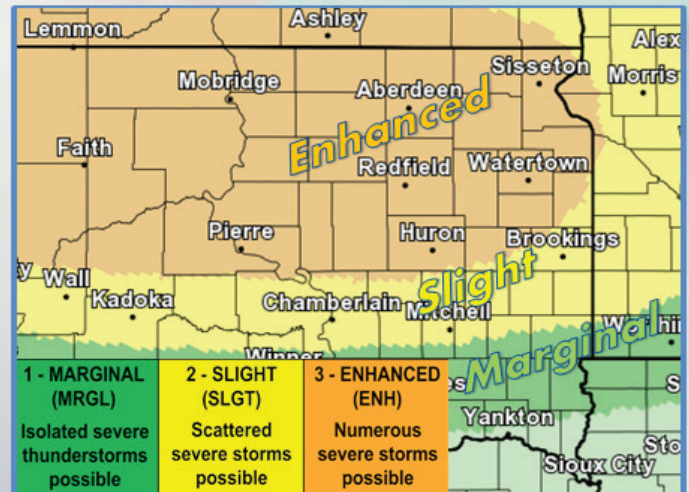 Lemmon
Ashley
Alex
Sisseton
Morris
Mobridge
Aberdeen
Enhanced
Faith
Redfield
Watertown
Pierre
Huron
Brookings
Wall
Slight
Kadoka
Chamberlain
Mitchell
Winner
Marginal
1 - MARGINAL
(MRGL)
Isolated severe
thunderstorms
possible
2 - SLIGHT
(SLGT)
Scattered
severe storms
possible
3 - ENHANCED
(ENH)
Numerous
severe storms
possible
Yankton
Sioux City